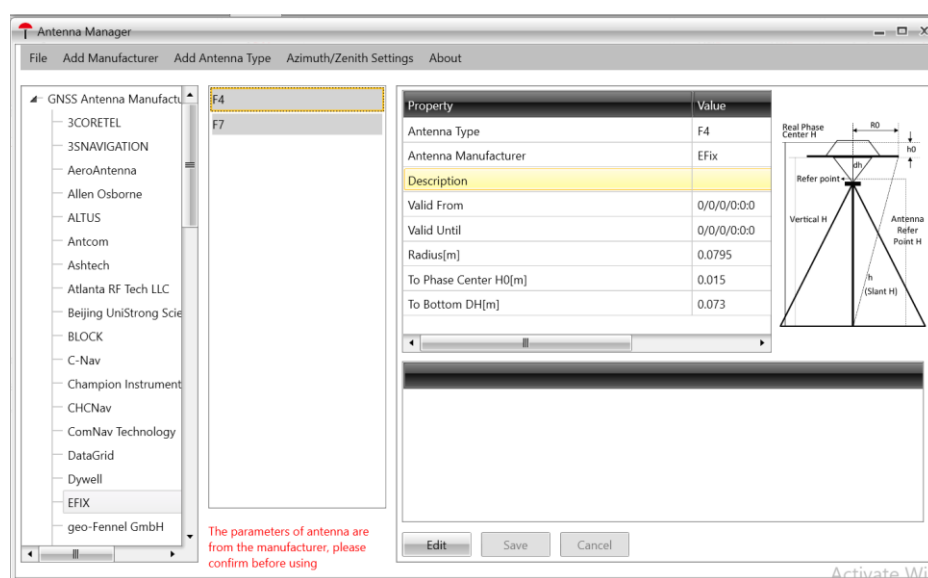 Antenna Manager
File Add Manufacturer Add Antenna Type Azimuth/Zenith Settings About
GNSS Antenna Manufactu
3CORETEL
3SNAVIGATION
AeroAntenna
Allen Osborne
ALTUS
Antcom
Ashtech
Atlanta RF Tech LLC
Beijing UniStrong Scie
BLOCK
C-Nav
Champion Instrument
CHCNav
ComNav Technology
DataGrid
Dywell
EFIX
geo-Fennel GmbH
F4
F7
The parameters of antenna are
from the manufacturer, please
confirm before using
Property Value
Antenna Type F4
Antenna Manufacturer EFix
Description
Valid From 0/0/0/0:0:0
Valid Until 0/0/0/0:0:0
Radius[m] 0.0795
To Phase Center H0[m] 0.015
To Bottom DH[m] 0.073
Real Phase
Center H
R0
h0
dh
Refer point
Vertical H
Antenna
Refer
Point H
h
(Slant H)
Edit Save Cancel
Activate Wi